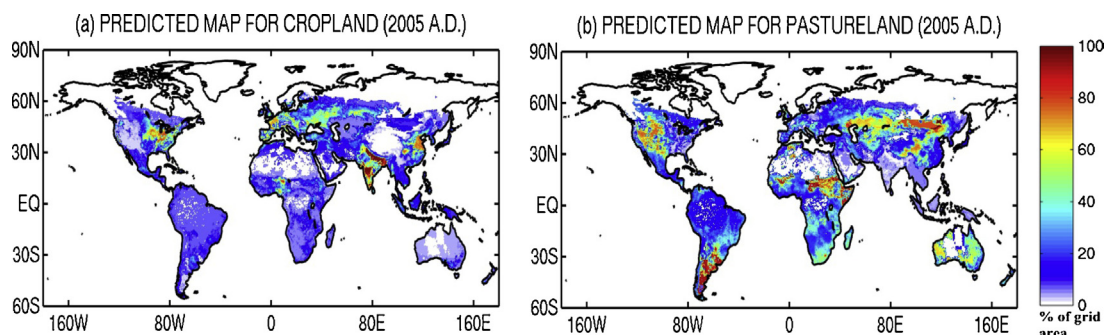 (a) PREDICTED MAP FOR CROPLAND (2005 A.D.)
90N
60N
30N
EQ
30S
60S
160W
80W
0
80E
160E
(b) PREDICTED MAP FOR PASTURELAND (2005 A.D.)
90N
60N
30N
EQ
30S
60S
160W
80W
0
80E
160E
100
80
60
40
20
0
% of grid
area